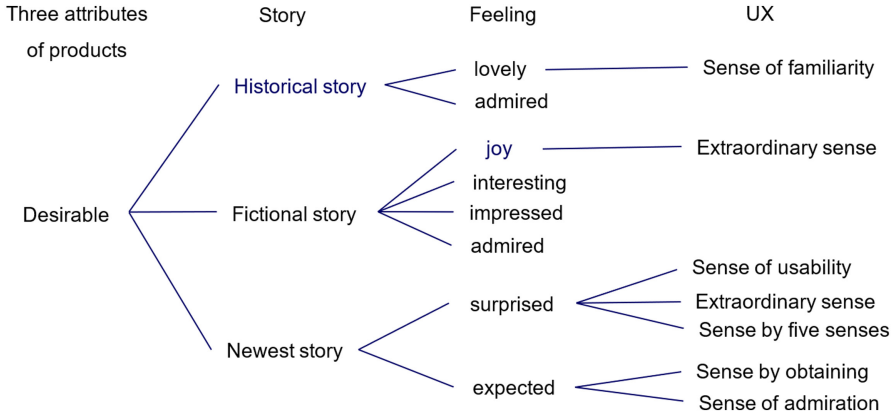 Three attributes
of products
Story
Feeling
UX
Desirable
Historical story
lovely
Sense of familiarity
admired
Fictional story
joy
Extraordinary sense
interesting
impressed
admired
Newest story
surprised
Sense of usability
Extraordinary sense
Sense by five senses
expected
Sense by obtaining
Sense of admiration